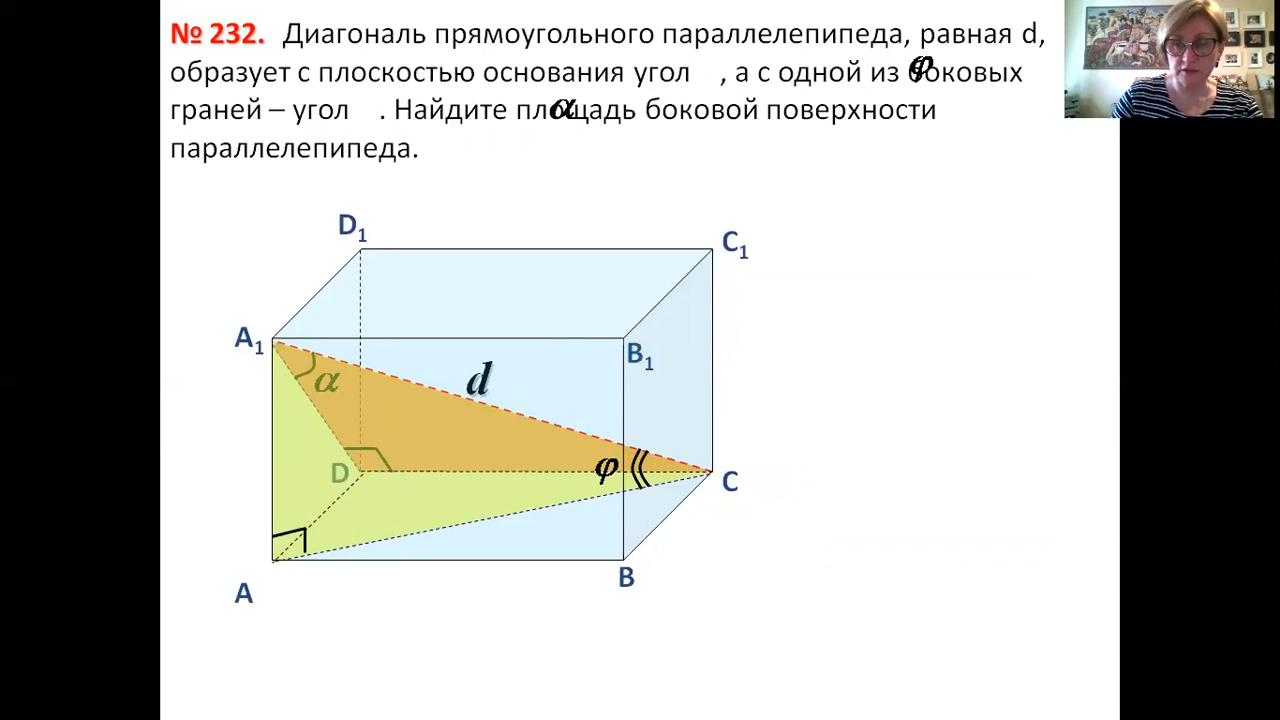 № 232. Диагональ прямоугольного параллелепипеда, равная d,
образует с плоскостью основания угол φ, а с одной из боковых
граней – угол α. Найдите площадь боковой поверхности
параллелепипеда.
D₁
C₁
A₁
B₁
α
d
D
φ
C
A
B